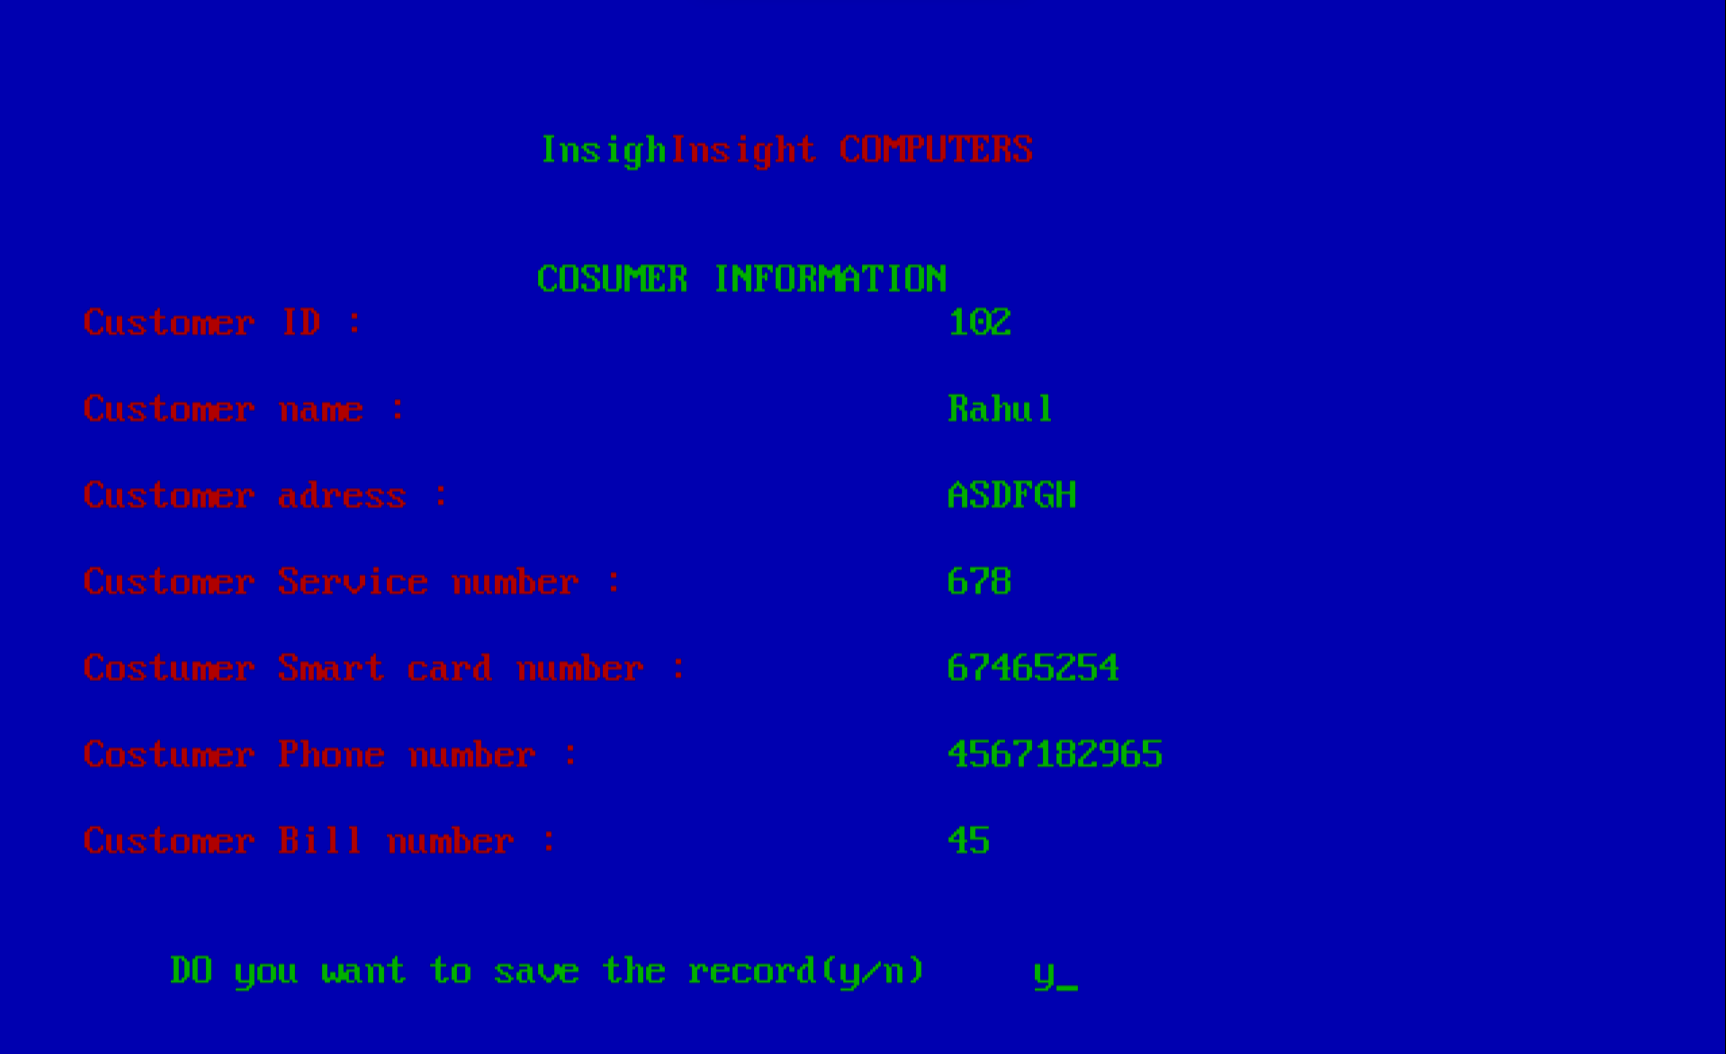 InsighInsight COMPUTERS
COSUMER INFORMATION
Customer ID : 102
Customer name : Rahul
Customer adress : ASDFGH
Customer Service number : 678
Costumer Smart card number : 67465254
Costumer Phone number : 4567182965
Customer Bill number : 45
DO you want to save the record(y/n) y_